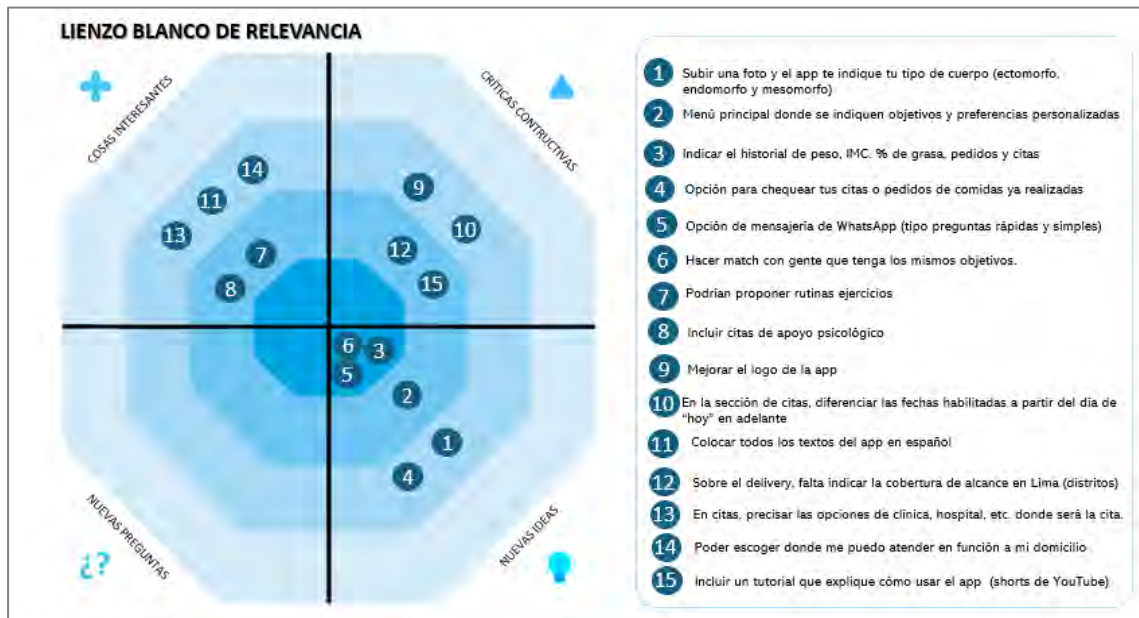 LIENZO BLANCO DE RELEVANCIA
COSAS INTERESANTES
CRÍTICAS CONTRUCTIVAS
14
9
11
13
10
7
12
8
15
6
3
5
2
1
4
NUEVAS PREGUNTAS
¿?
NUEVAS IDEAS
1 Subir una foto y el app te indique tu tipo de cuerpo (ectomorfo,
endomorfo y mesomorfo)
2 Menú principal donde se indiquen objetivos y preferencias personalizadas
3 Indicar el historial de peso, IMC. % de grasa, pedidos y citas
4 Opción para chequear tus citas o pedidos de comidas ya realizadas
5 Opción de mensajería de WhatsApp (tipo preguntas rápidas y simples)
6 Hacer match con gente que tenga los mismos objetivos.
7 Podrían proponer rutinas ejercicios
8 Incluir citas de apoyo psicológico
9 Mejorar el logo de la app
10 En la sección de citas, diferenciar las fechas habilitadas a partir del día de
"hoy" en adelante
11 Colocar todos los textos del app en español
12 Sobre el delivery, falta indicar la cobertura de alcance en Lima (distritos)
13 En citas, precisar las opciones de clínica, hospital, etc. donde será la cita.
14 Poder escoger donde me puedo atender en función a mi domicilio
15 Incluir un tutorial que explique cómo usar el app (shorts de YouTube)